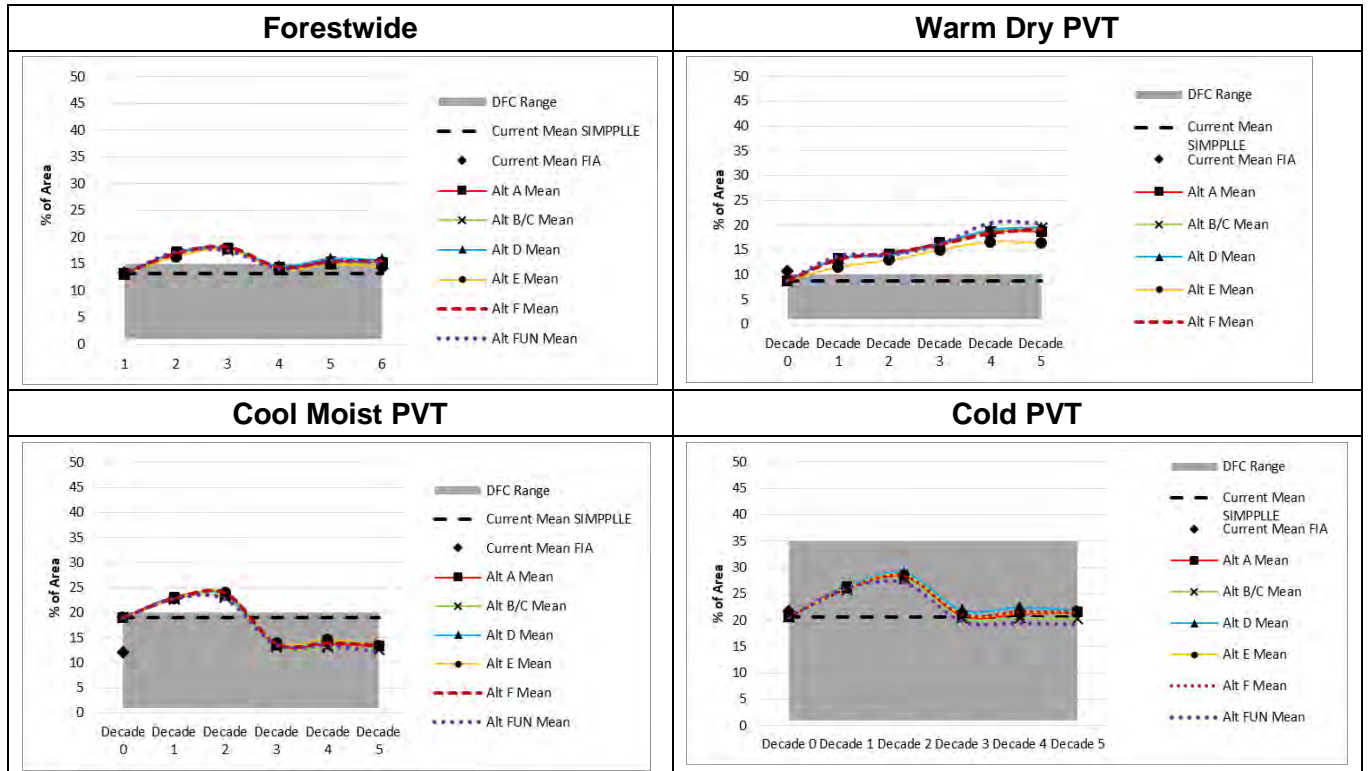 Forestwide
Warm Dry PVT
50
45
40
35
30
25
20
15
10
5
0
% of Area
1 2 3 4 5 6
DFC Range
Current Mean SIMPPLLE
Current Mean FIA
Alt A Mean
Alt B/C Mean
Alt D Mean
Alt E Mean
Alt F Mean
Alt FUN Mean
50
45
40
35
30
25
20
15
10
5
0
% of Area
Decade Decade Decade Decade Decade Decade
0 1 2 3 4 5
DFC Range
Current Mean
SIMPPLLE
Current Mean FIA
Alt A Mean
Alt B/C Mean
Alt D Mean
Alt E Mean
Alt F Mean
Cool Moist PVT
Cold PVT
50
45
40
35
30
25
20
15
10
5
0
% of Area
Decade Decade Decade Decade Decade Decade
0 1 2 3 4 5
DFC Range
Current Mean SIMPPLLE
Current Mean FIA
Alt A Mean
Alt B/C Mean
Alt D Mean
Alt E Mean
Alt F Mean
Alt FUN Mean
50
45
40
35
30
25
20
15
10
5
0
% of Area
Decade 0 Decade 1 Decade 2 Decade 3 Decade 4 Decade 5
DFC Range
Current Mean
SIMPPLLE
Current Mean FIA
Alt A Mean
Alt B/C Mean
Alt D Mean
Alt E Mean
Alt F Mean
Alt FUN Mean